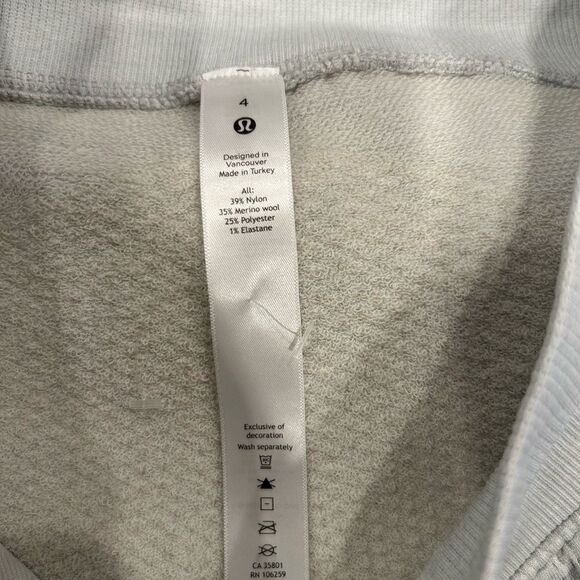 4
Designed in
Vancouver
Made in Turkey
All:
39% Nylon
35% Merino wool
25% Polyester
1% Elastane
Exclusive of
decoration
Wash separately
CA 35801
RN 106259